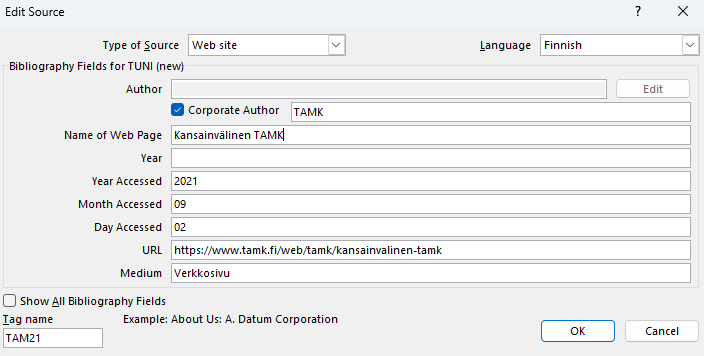 Edit Source ? ×
Type of Source Web site Language Finnish
Bibliography Fields for TUNI (new)
Author Edit
Corporate Author TAMK
Name of Web Page Kansainvälinen TAMK
Year
Year Accessed 2021
Month Accessed 09
Day Accessed 02
URL https://www.tamk.fi/web/tamk/kansainvalinen-tamk
Medium Verkkosivu
Show All Bibliography Fields
Tag name Example: About Us: A. Datum Corporation
TAM21 OK Cancel